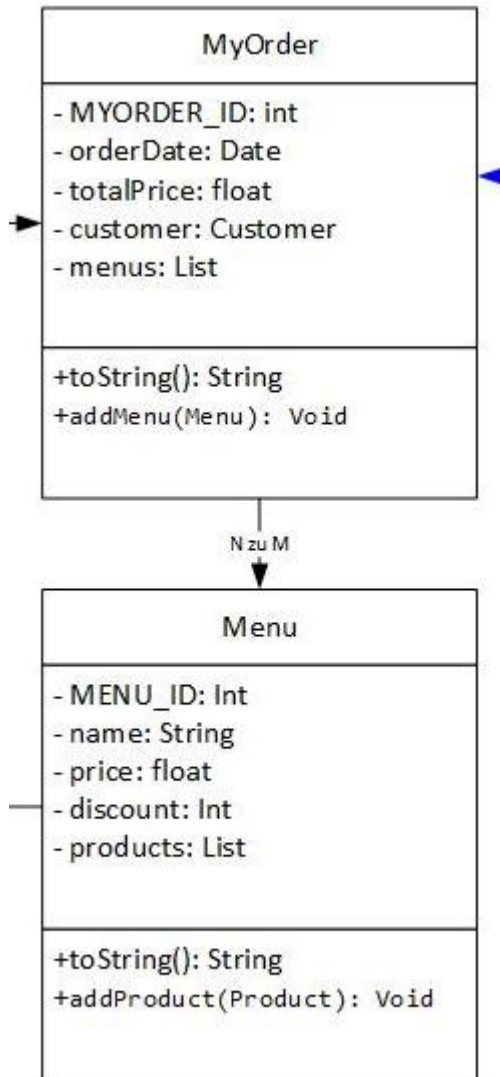 MyOrder
- MYORDER_ID: int
- orderDate: Date
- totalPrice: float
- customer: Customer
- menus: List
+toString(): String
+addMenu(Menu): Void
N zu M
Menu
- MENU_ID: Int
- name: String
- price: float
- discount: Int
- products: List
+toString(): String
+addProduct(Product): Void